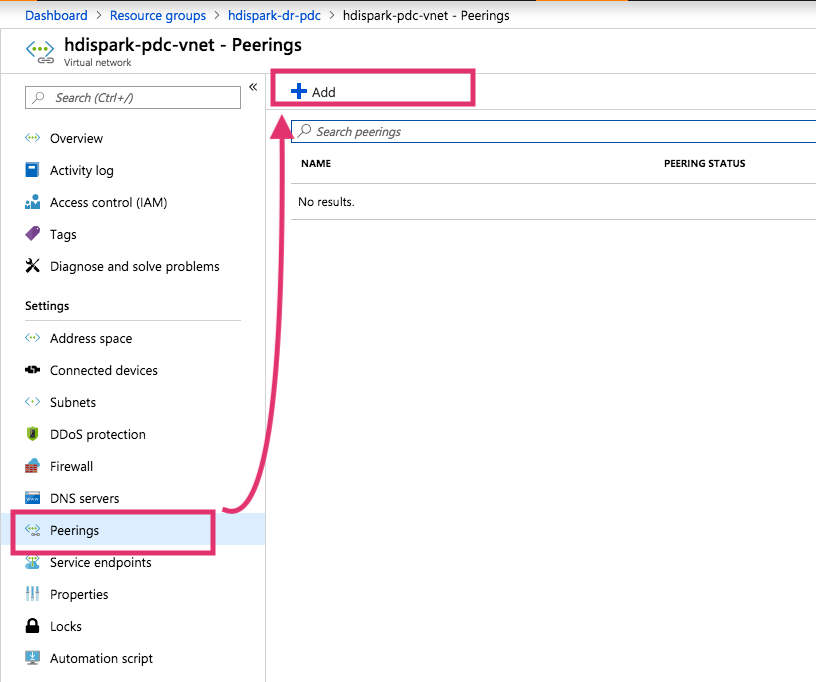 Dashboard > Resource groups > hdispark-dr-pdc > hdispark-pdc-vnet - Peerings
hdispark-pdc-vnet - Peerings
Virtual network
Search (Ctrl+/)
«
Overview
Activity log
Access control (IAM)
Tags
Diagnose and solve problems
Settings
Address space
Connected devices
Subnets
DDoS protection
Firewall
DNS servers
Peerings
Service endpoints
Properties
Locks
Automation script
Add
Search peerings
NAME PEERING STATUS
No results.